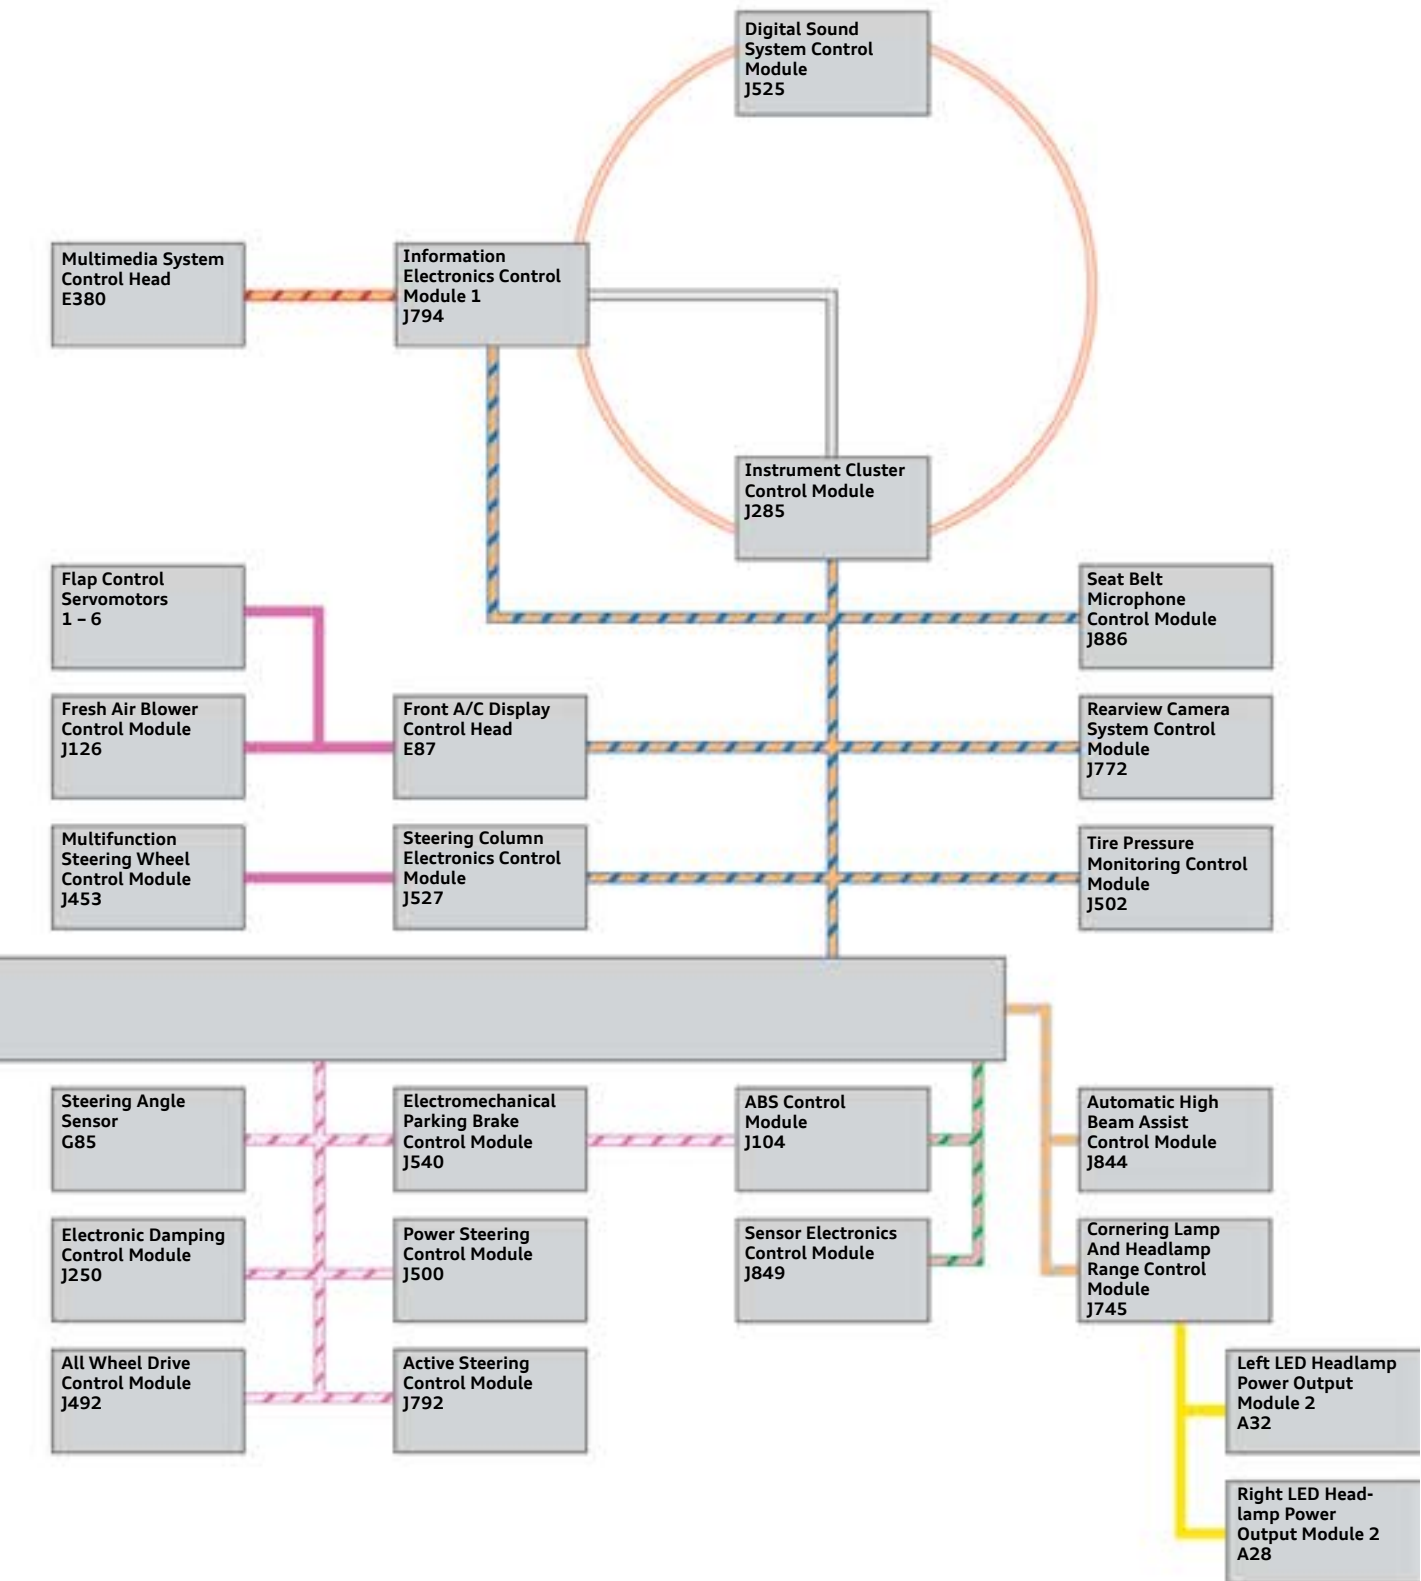 Digital Sound
System Control
Module
J525
Multimedia System
Control Head
E380
Information
Electronics Control
Module 1
J794
Instrument Cluster
Control Module
J285
Flap Control
Servomotors
1 – 6
Seat Belt
Microphone
Control Module
J886
Fresh Air Blower
Control Module
J126
Front A/C Display
Control Head
E87
Rearview Camera
System Control
Module
J772
Multifunction
Steering Wheel
Control Module
J453
Steering Column
Electronics Control
Module
J527
Tire Pressure
Monitoring Control
Module
J502
Steering Angle
Sensor
G85
Electromechanical
Parking Brake
Control Module
J540
ABS Control
Module
J104
Automatic High
Beam Assist
Control Module
J844
Electronic Damping
Control Module
J250
Power Steering
Control Module
J500
Sensor Electronics
Control Module
J849
Cornering Lamp
And Headlamp
Range Control
Module
J745
All Wheel Drive
Control Module
J492
Active Steering
Control Module
J792
Left LED Headlamp
Power Output
Module 2
A32
Right LED Head-
lamp Power
Output Module 2
A28